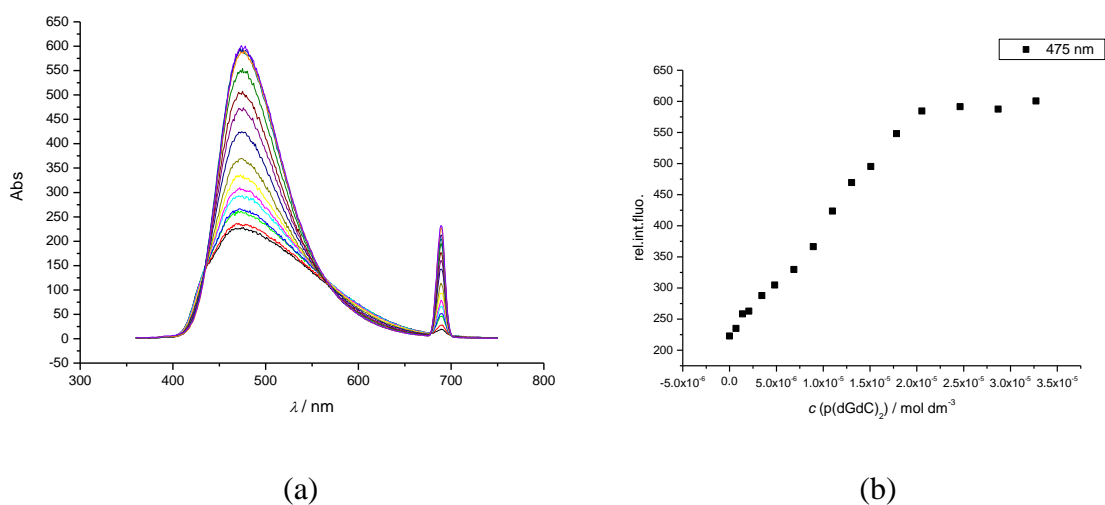 650
600
550
500
450
400
350
300
250
200
150
100
50
0
-50
Abs
300 400 500 600 700 800
λ / nm
(a)
475 nm
650
600
550
500
450
400
350
300
250
200
rel.int.fluo.
-5.0x10⁻⁶ 0.0 5.0x10⁻⁶ 1.0x10⁻⁵ 1.5x10⁻⁵ 2.0x10⁻⁵ 2.5x10⁻⁵ 3.0x10⁻⁵ 3.5x10⁻⁵
c (p(dGdC)₂) / mol dm⁻³
(b)